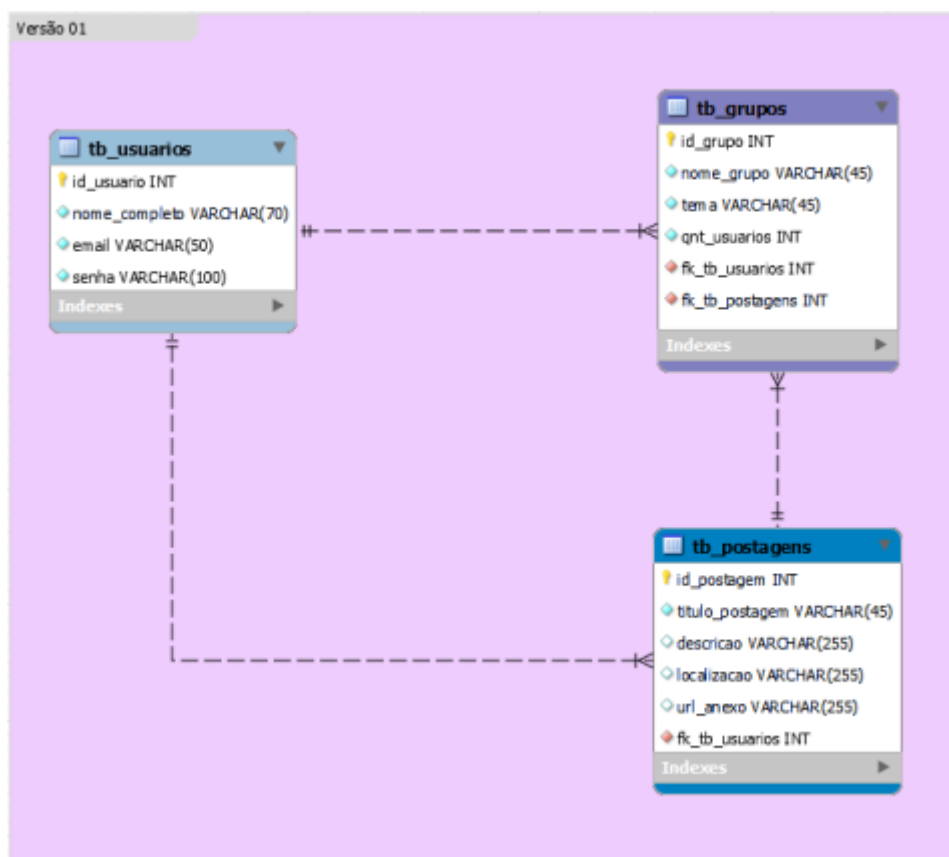 Versão 01
tb_usuarios
id_usuario INT
nome_completo VARCHAR(70)
email VARCHAR(50)
senha VARCHAR(100)
Indexes
tb_grupos
id_grupo INT
nome_grupo VARCHAR(45)
tema VARCHAR(45)
qnt_usuarios INT
fk_tb_usuarios INT
fk_tb_postagens INT
Indexes
tb_postagens
id_postagem INT
titulo_postagem VARCHAR(45)
descricao VARCHAR(255)
localizacao VARCHAR(255)
url_anexo VARCHAR(255)
fk_tb_usuarios INT
Indexes